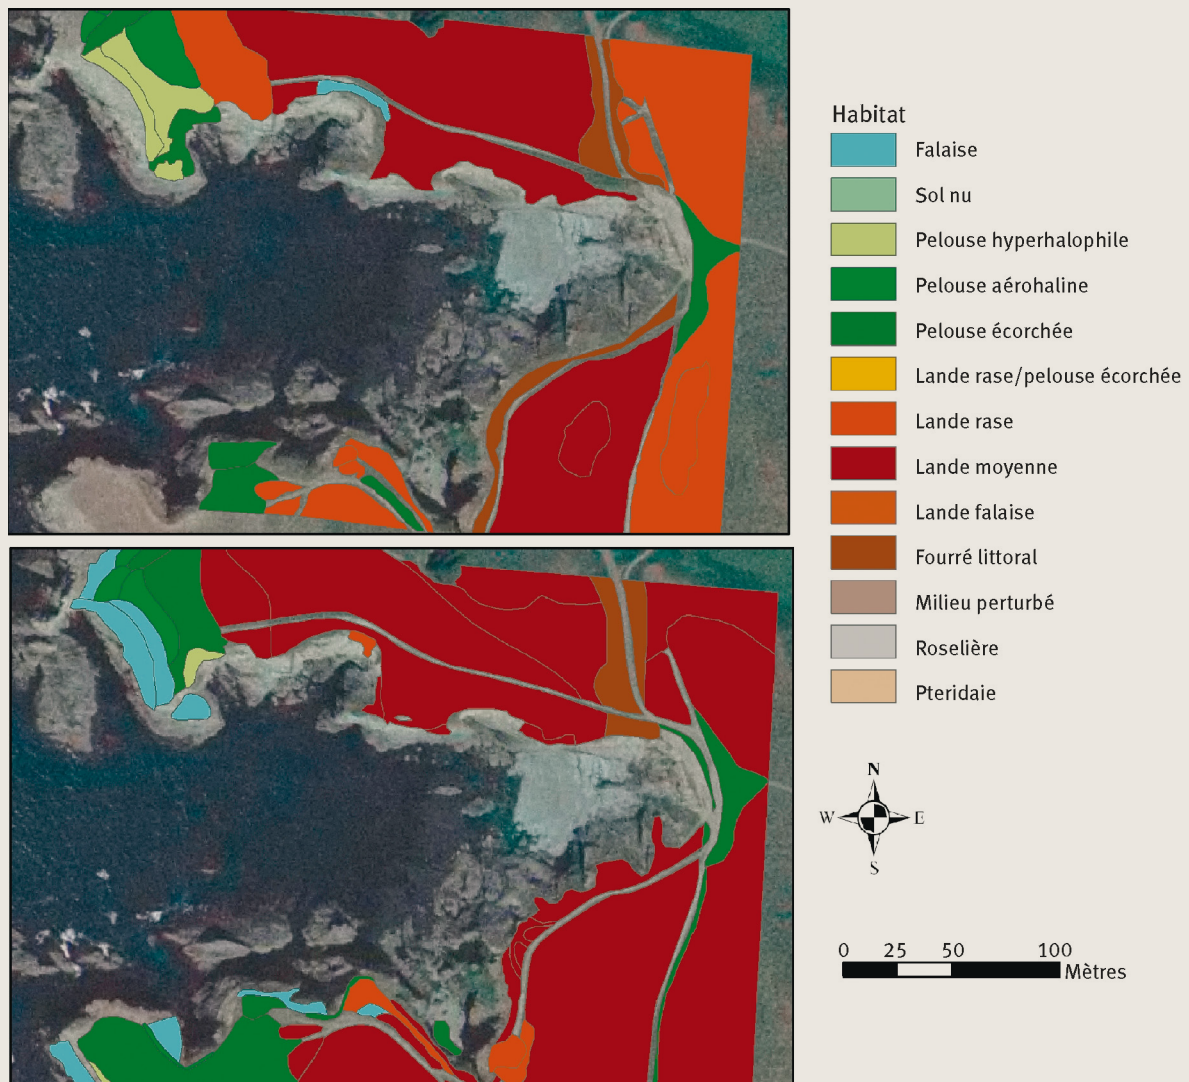 Habitat
Falaise
Sol nu
Pelouse hyperhalophile
Pelouse aérohaline
Pelouse écorchée
Lande rase/pelouse écorchée
Lande rase
Lande moyenne
Lande falaise
Fourré littoral
Milieu perturbé
Roselière
Pteridaie
N
W E
S
0 25 50 100
Mètres